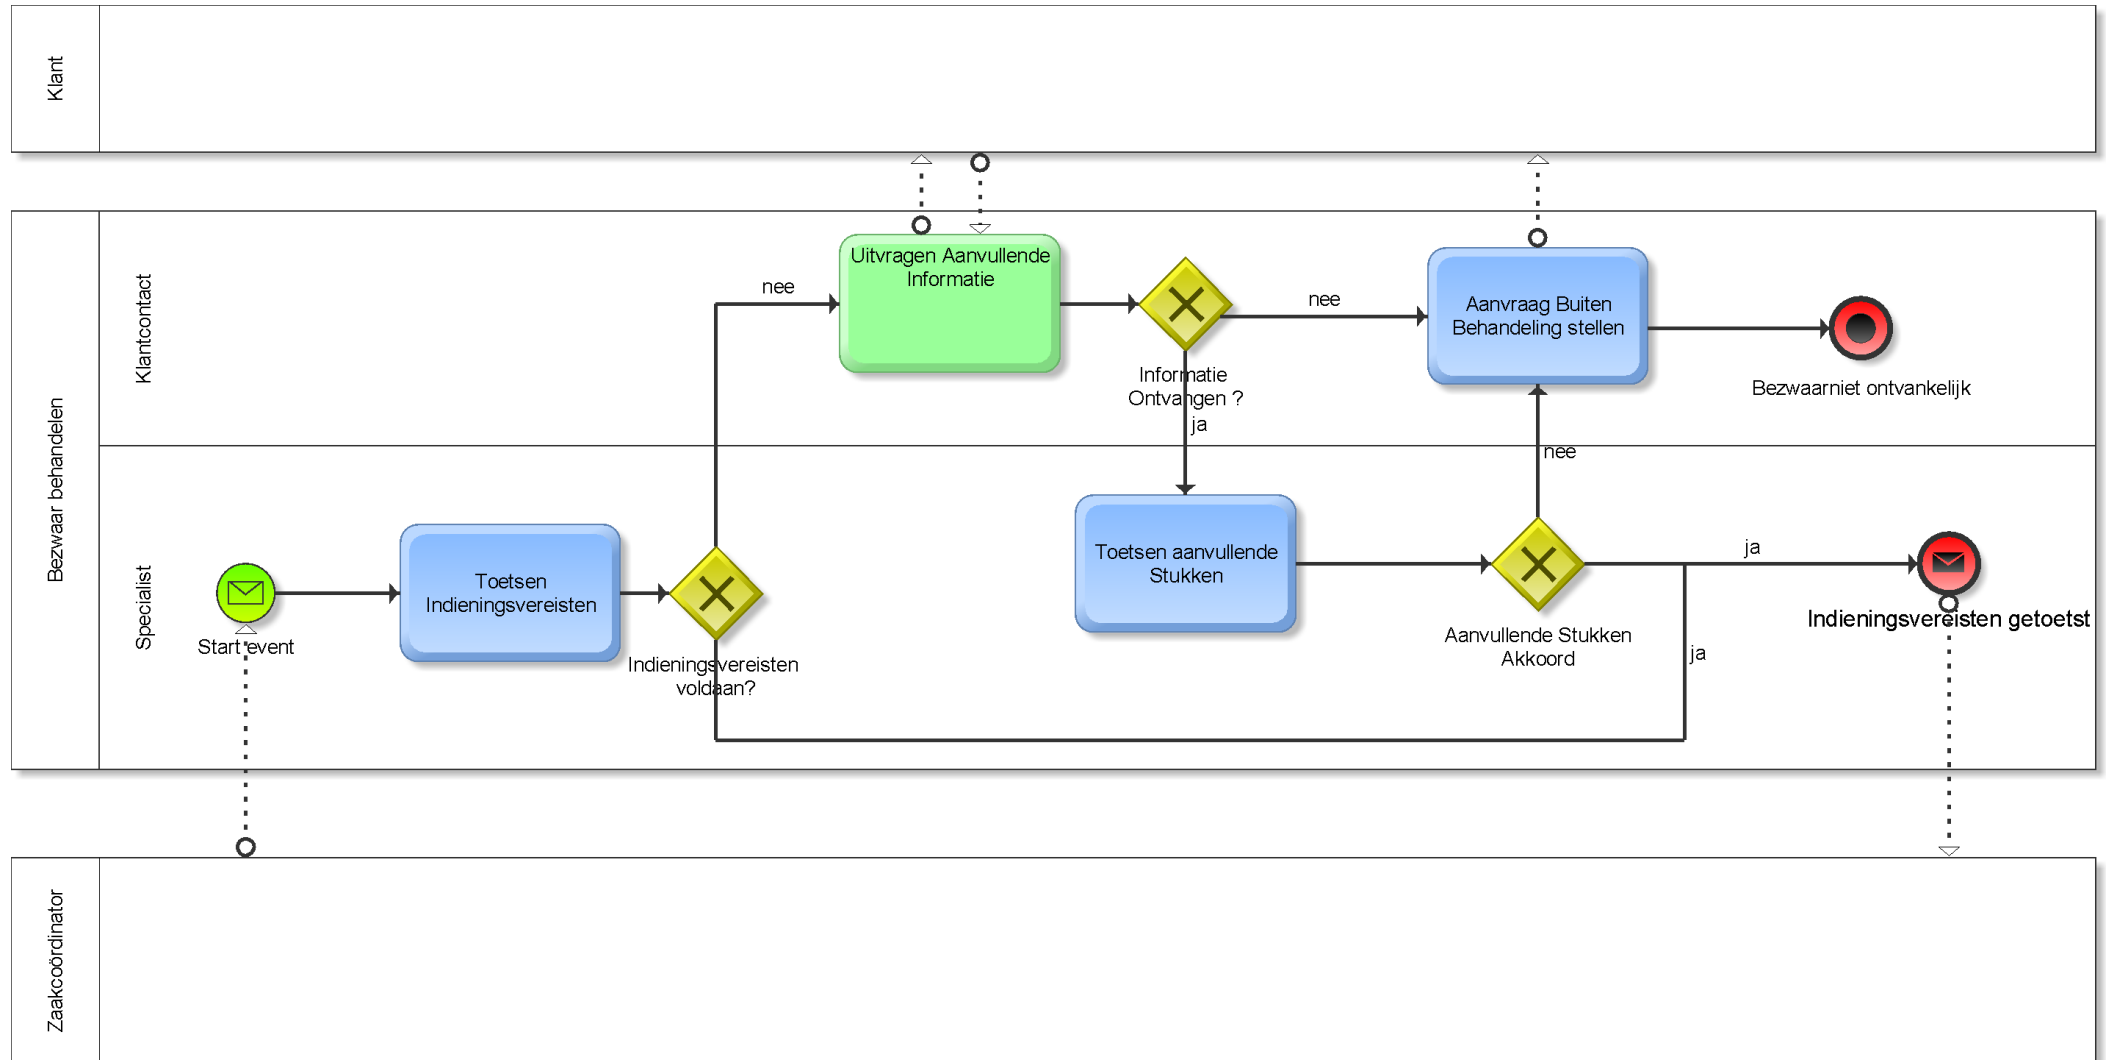 Klant
Bezwaar behandelen
Klantcontact
nee
Uitvragen Aanvullende
Informatie
Informatie
Ontvangen ?
ja
nee
Aanvraag Buiten
Behandeling stellen
Bezwaarniet ontvankelijk
Specialist
Start event
Toetsen
Indieningsvereisten
Indieningsvereisten
voldaan?
Toetsen aanvullende
Stukken
nee
Aanvullende Stukken
Akkoord
ja
ja
Indieningsvereisten getoetst
Zaakcoördinator